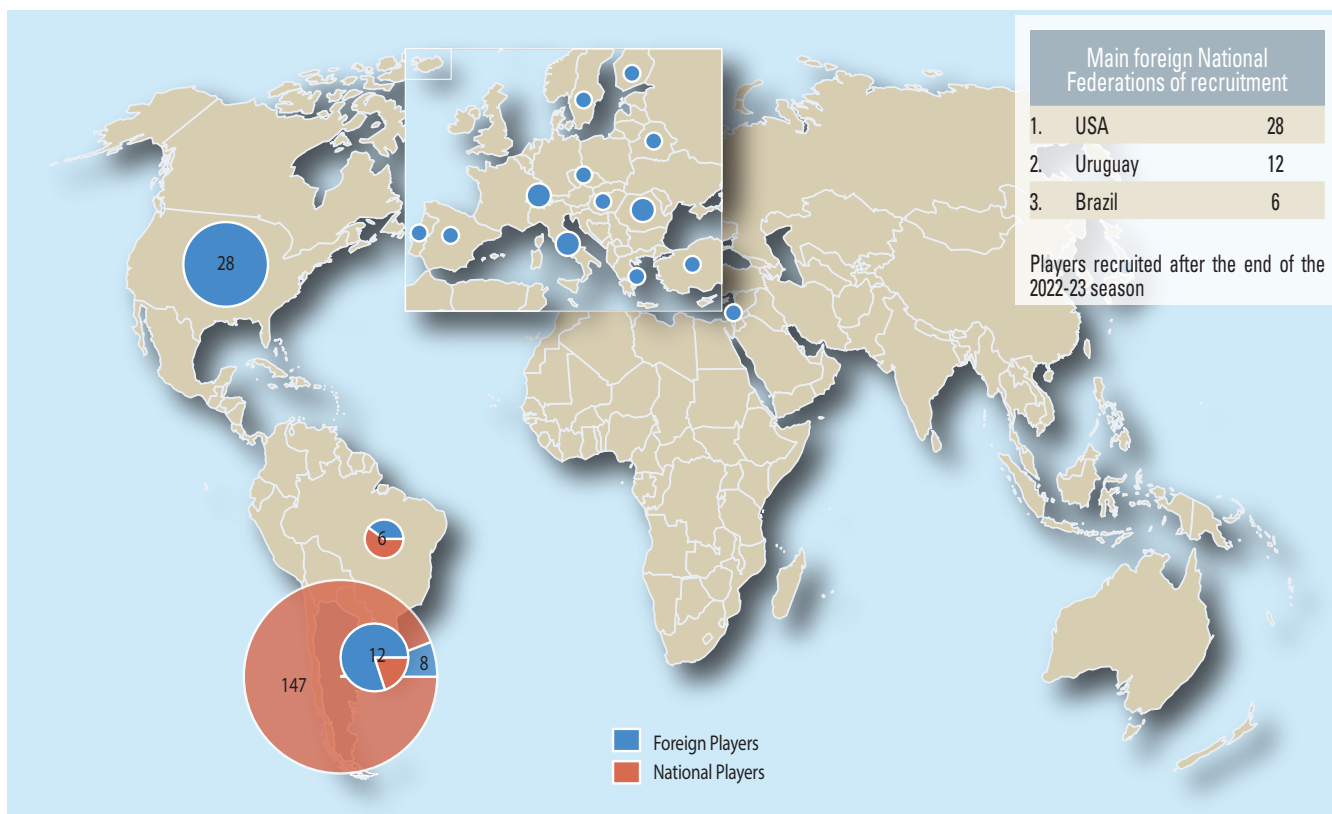 Main foreign National
Federations of recruitment
1. USA 28
2. Uruguay 12
3. Brazil 6
Players recruited after the end of the
2022-23 season
28
6
12
8
147
Foreign Players
National Players